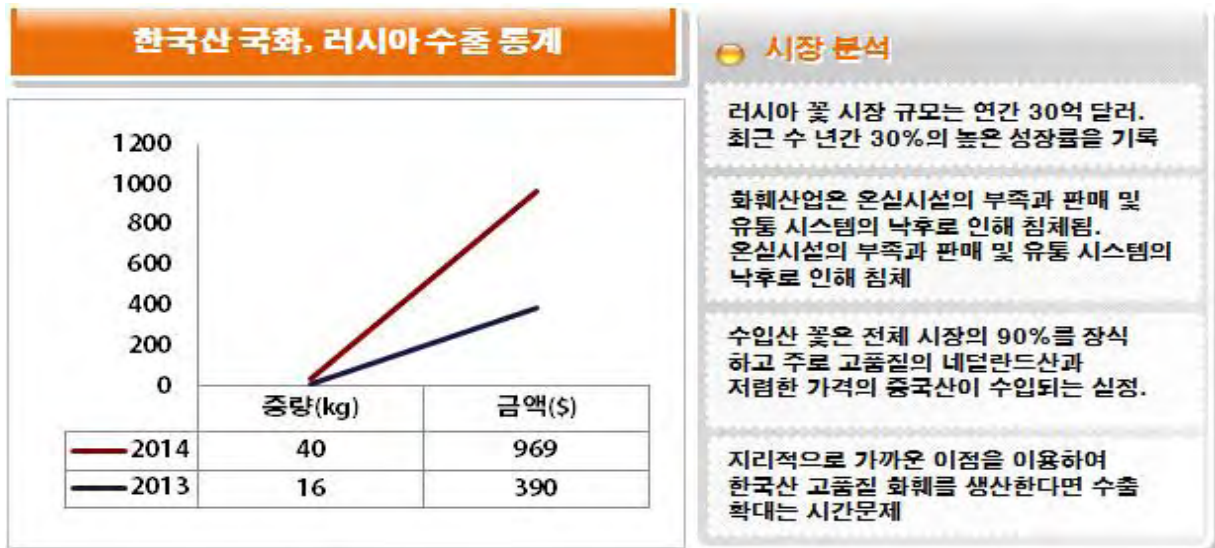 한국산 국화, 러시아 수출 통계
1200
1000
800
600
400
200
0
중량(kg) 금액($)
2014 40 969
2013 16 390
시장 분석
러시아 꽃 시장 규모는 연간 30억 달러.
최근 수 년간 30%의 높은 성장률을 기록
화훼산업은 온실시설의 부족과 판매 및
유통 시스템의 낙후로 인해 침체됨.
온실시설의 부족과 판매 및 유통 시스템의
낙후로 인해 침체
수입산 꽃은 전체 시장의 90%를 장식
하고 주로 고품질의 네덜란드산과
저렴한 가격의 중국산이 수입되는 실정.
지리적으로 가까운 이점을 이용하여
한국산 고품질 화훼를 생산한다면 수출
확대는 시간문제